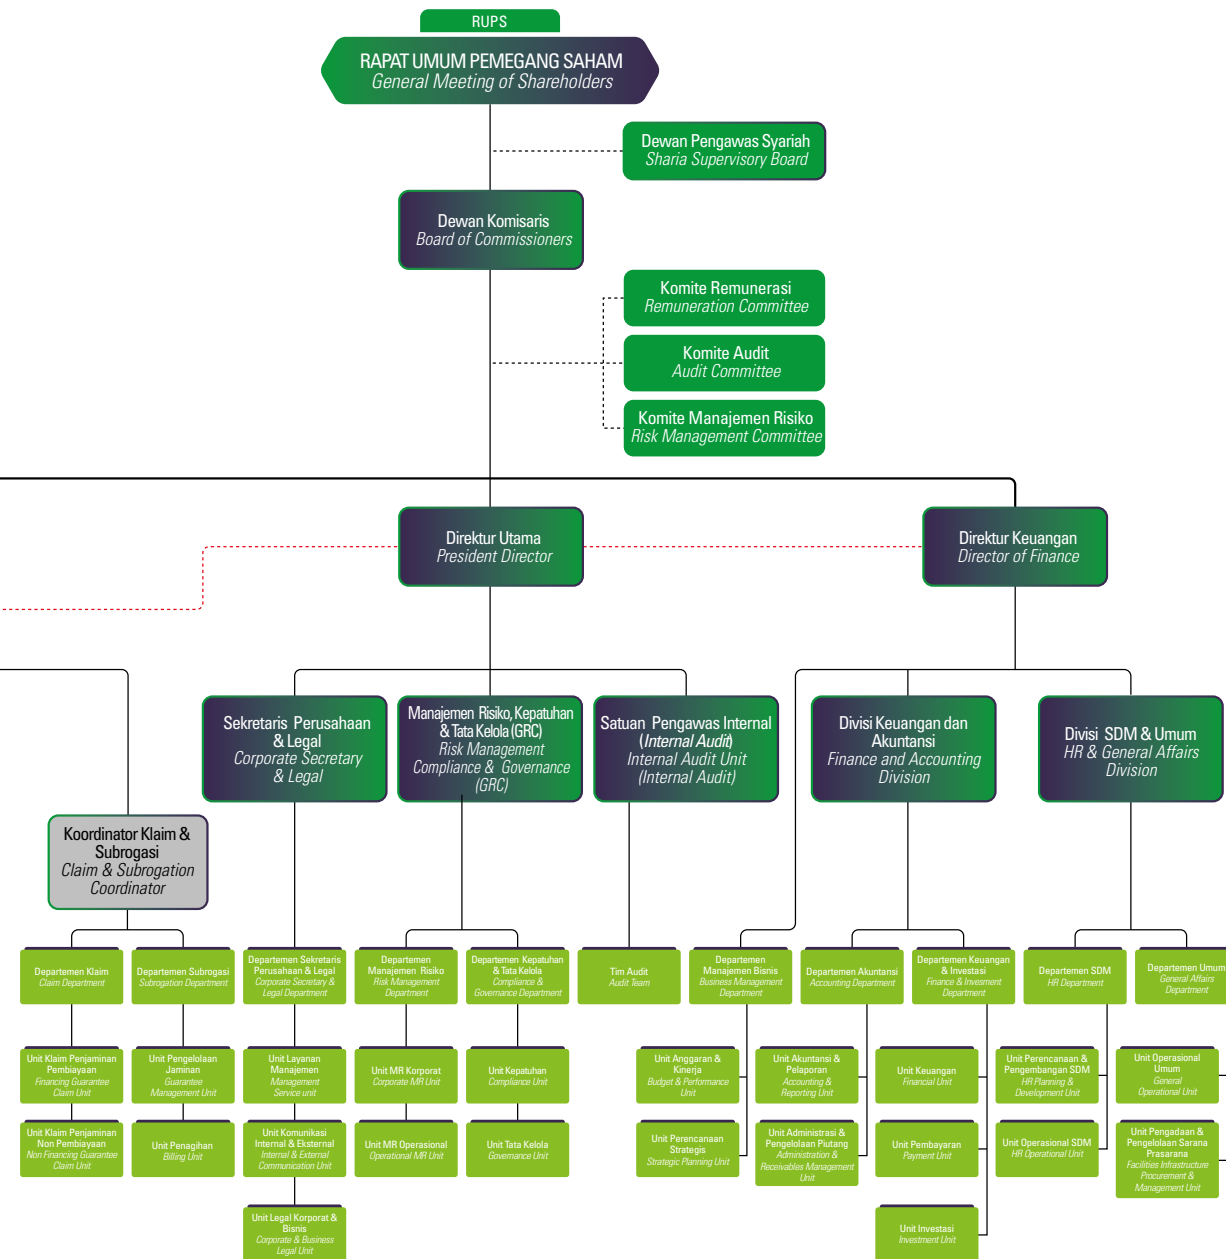 RUPS
RAPAT UMUM PEMEGANG SAHAM
General Meeting of Shareholders
Dewan Pengawas Syariah
Sharia Supervisory Board
Dewan Komisaris
Board of Commissioners
Komite Remunerasi
Remuneration Committee
Komite Audit
Audit Committee
Komite Manajemen Risiko
Risk Management Committee
Direktur Utama
President Director
Direktur Keuangan
Director of Finance
Sekretaris Perusahaan
& Legal
Corporate Secretary
& Legal
Manajemen Risiko, Kepatuhan
& Tata Kelola (GRC)
Risk Management
Compliance & Governance
(GRC)
Satuan Pengawas Internal
(Internal Audit)
Internal Audit Unit
(Internal Audit)
Divisi Keuangan dan
Akuntansi
Finance and Accounting
Division
Divisi SDM & Umum
HR & General Affairs
Division
Koordinator Klaim &
Subrogasi
Claim & Subrogation
Coordinator
Departemen Klaim
Claim Department
Departemen Subrogasi
Subrogation Department
Departemen Sekretaris
Perusahaan & Legal
Corporate Secretary &
Legal Department
Departemen
Manajemen Risiko
Risk Management
Department
Departemen Kepatuhan
& Tata Kelola
Compliance &
Governance Department
Tim Audit
Audit Team
Departemen
Manajemen Bisnis
Business Management
Department
Departemen Akuntansi
Accounting Department
Departemen Keuangan
& Investasi
Finance & Invesment
Department
Departemen SDM
HR Department
Departemen Umum
General Affairs
Department
Unit Klaim Penjaminan
Pembiayaan
Financing Guarantee
Claim Unit
Unit Pengelolaan
Jaminan
Guarantee
Management Unit
Unit Layanan
Manajemen
Management
Service unit
Unit MR Korporat
Corporate MR Unit
Unit Kepatuhan
Compliance Unit
Unit Anggaran &
Kinerja
Budget & Performance
Unit
Unit Akuntansi &
Pelaporan
Accounting &
Reporting Unit
Unit Keuangan
Financial Unit
Unit Perencanaan &
Pengembangan SDM
HR Planning &
Development Unit
Unit Operasional
Umum
General
Operational Unit
Unit Klaim Penjaminan
Non Pembiayaan
Non Financing Guarantee
Claim Unit
Unit Penagihan
Billing Unit
Unit Komunikasi
Internal & Eksternal
Internal & External
Communication Unit
Unit MR Operasional
Operational MR Unit
Unit Tata Kelola
Governance Unit
Unit Perencanaan
Strategis
Strategic Planning Unit
Unit Administrasi &
Pengelolaan Piutang
Administration &
Receivables Management
Unit
Unit Pembayaran
Payment Unit
Unit Operasional SDM
HR Operational Unit
Unit Pengadaan &
Pengelolaan Sarana
Prasarana
Facilities Infrastructure
Procurement &
Management Unit
Unit Legal Korporat &
Bisnis
Corporate & Business
Legal Unit
Unit Investasi
Investment Unit